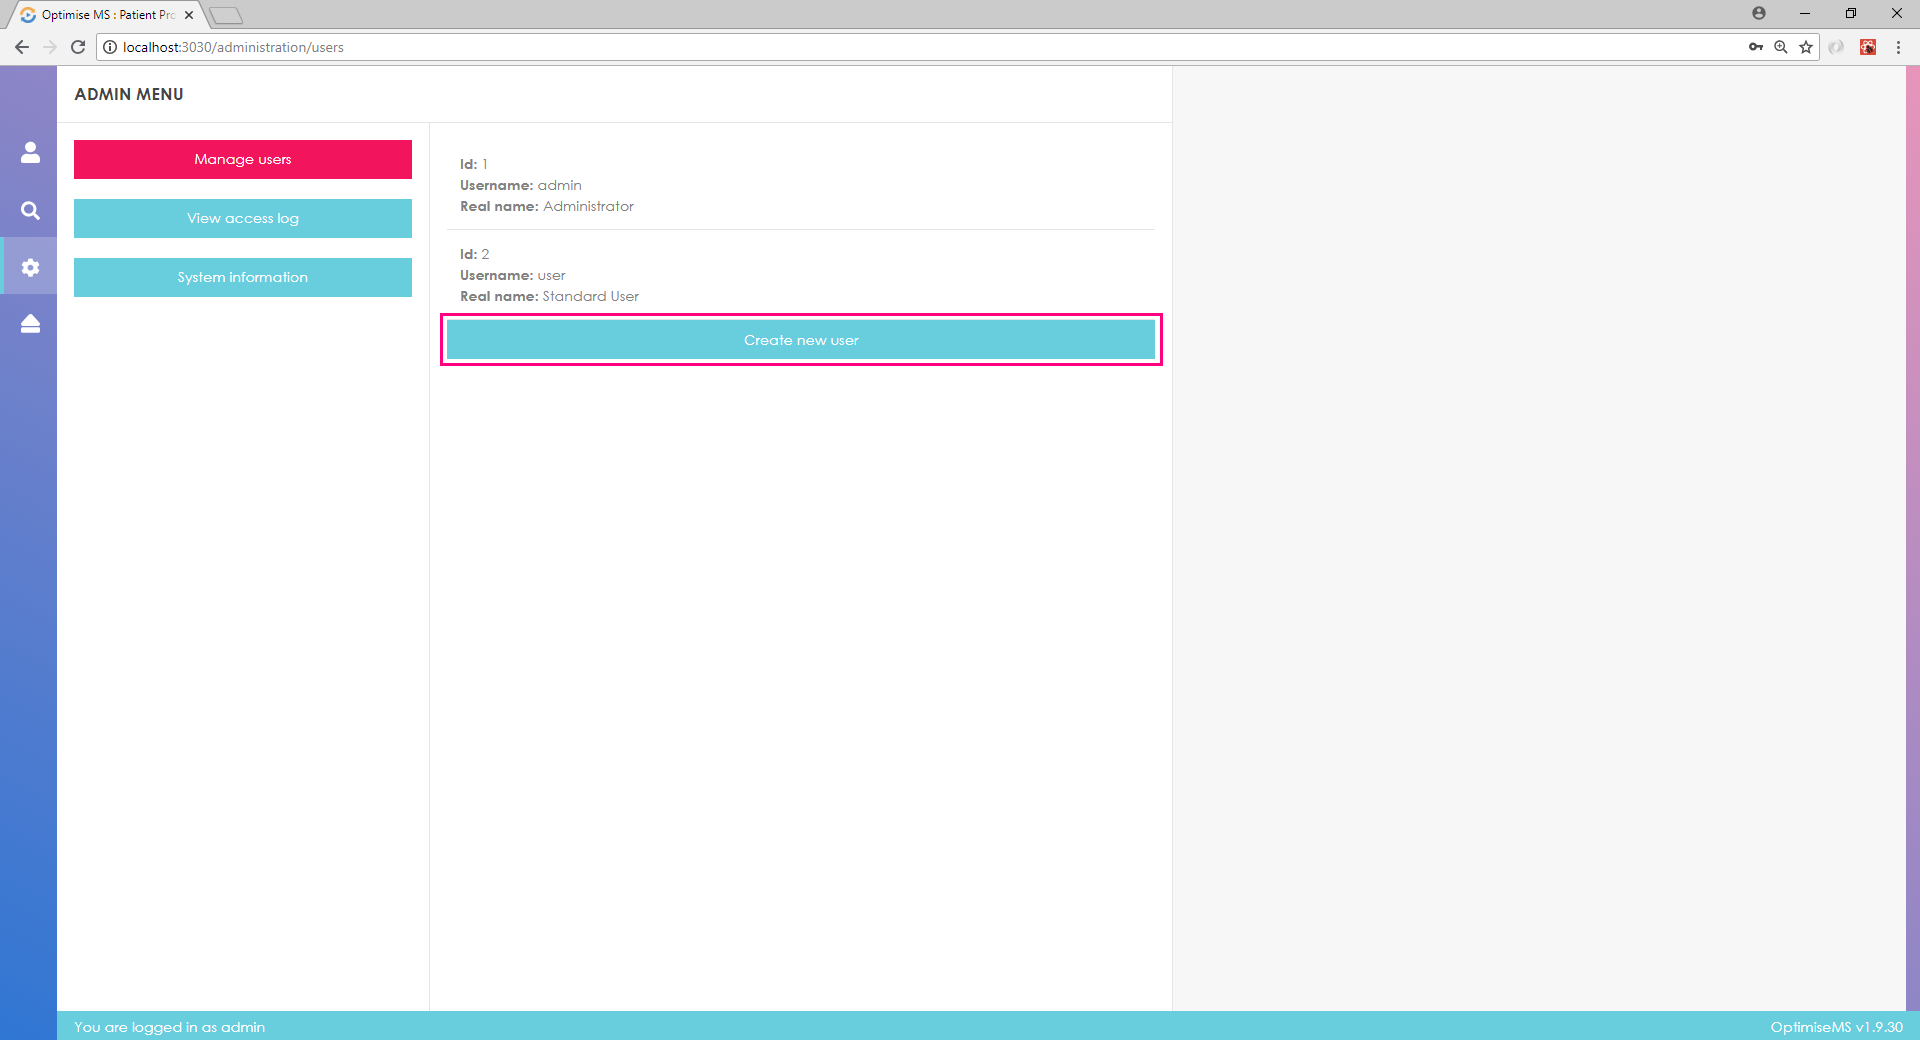 Optimise MS : Patient Pro
localhost:3030/administration/users
ADMIN MENU
Manage users
View access log
System information
Id: 1
Username: admin
Real name: Administrator
Id: 2
Username: user
Real name: Standard User
Create new user
You are logged in as admin
OptimiseMS v1.9.30